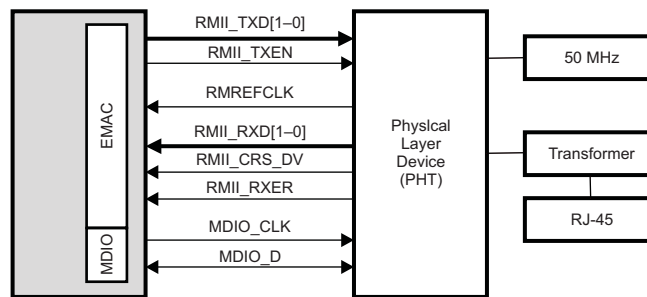 RMII_TXD[1–0]
RMII_TXEN
RMREFCLK
RMII_RXD[1–0]
RMII_CRS_DV
RMII_RXER
MDIO_CLK
MDIO_D
EMAC
MDIO
Physlcal
Layer
Device
(PHT)
50 MHz
Transformer
RJ-45